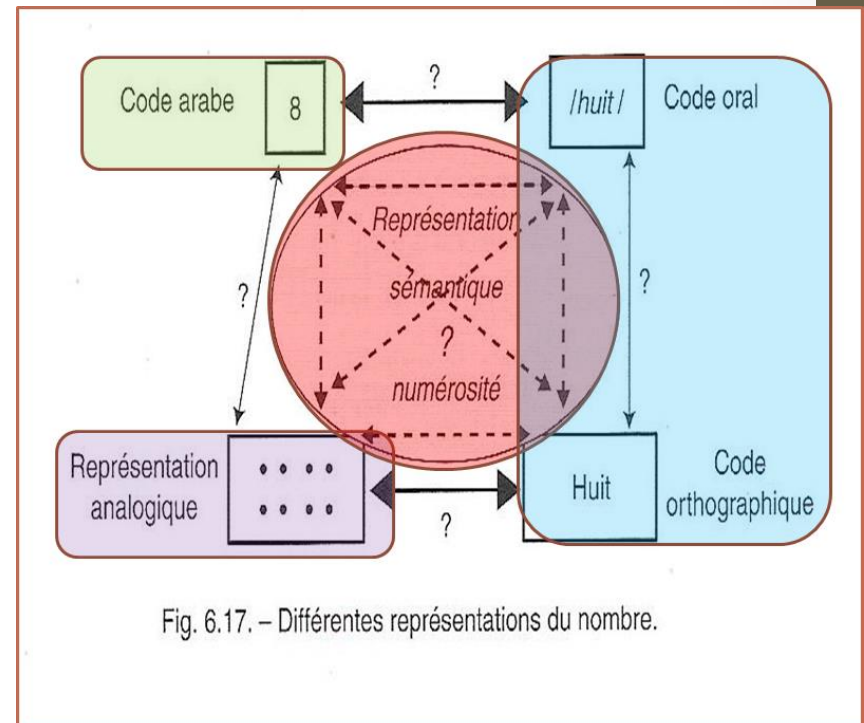 ?
Code arabe
8
/huit/
Code oral
Représentation
?
sémantique
?
?
numérosité
Représentation
analogique
Huit
Code
orthographique
?
Fig. 6.17. – Différentes représentations du nombre.